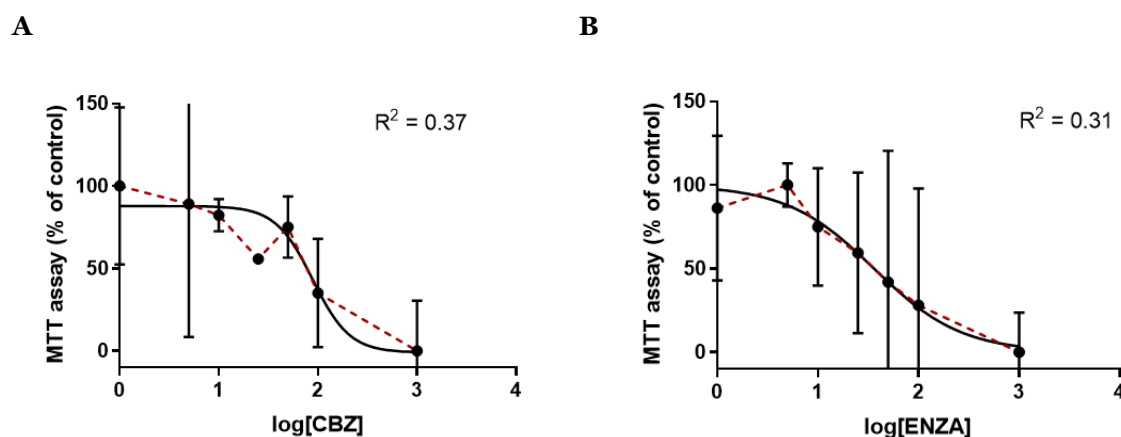 A
B
MTT assay (% of control)
150
100
50
0
R² = 0.37
0 1 2 3 4
log[CBZ]
MTT assay (% of control)
150
100
50
0
R² = 0.31
0 1 2 3 4
log[ENZA]